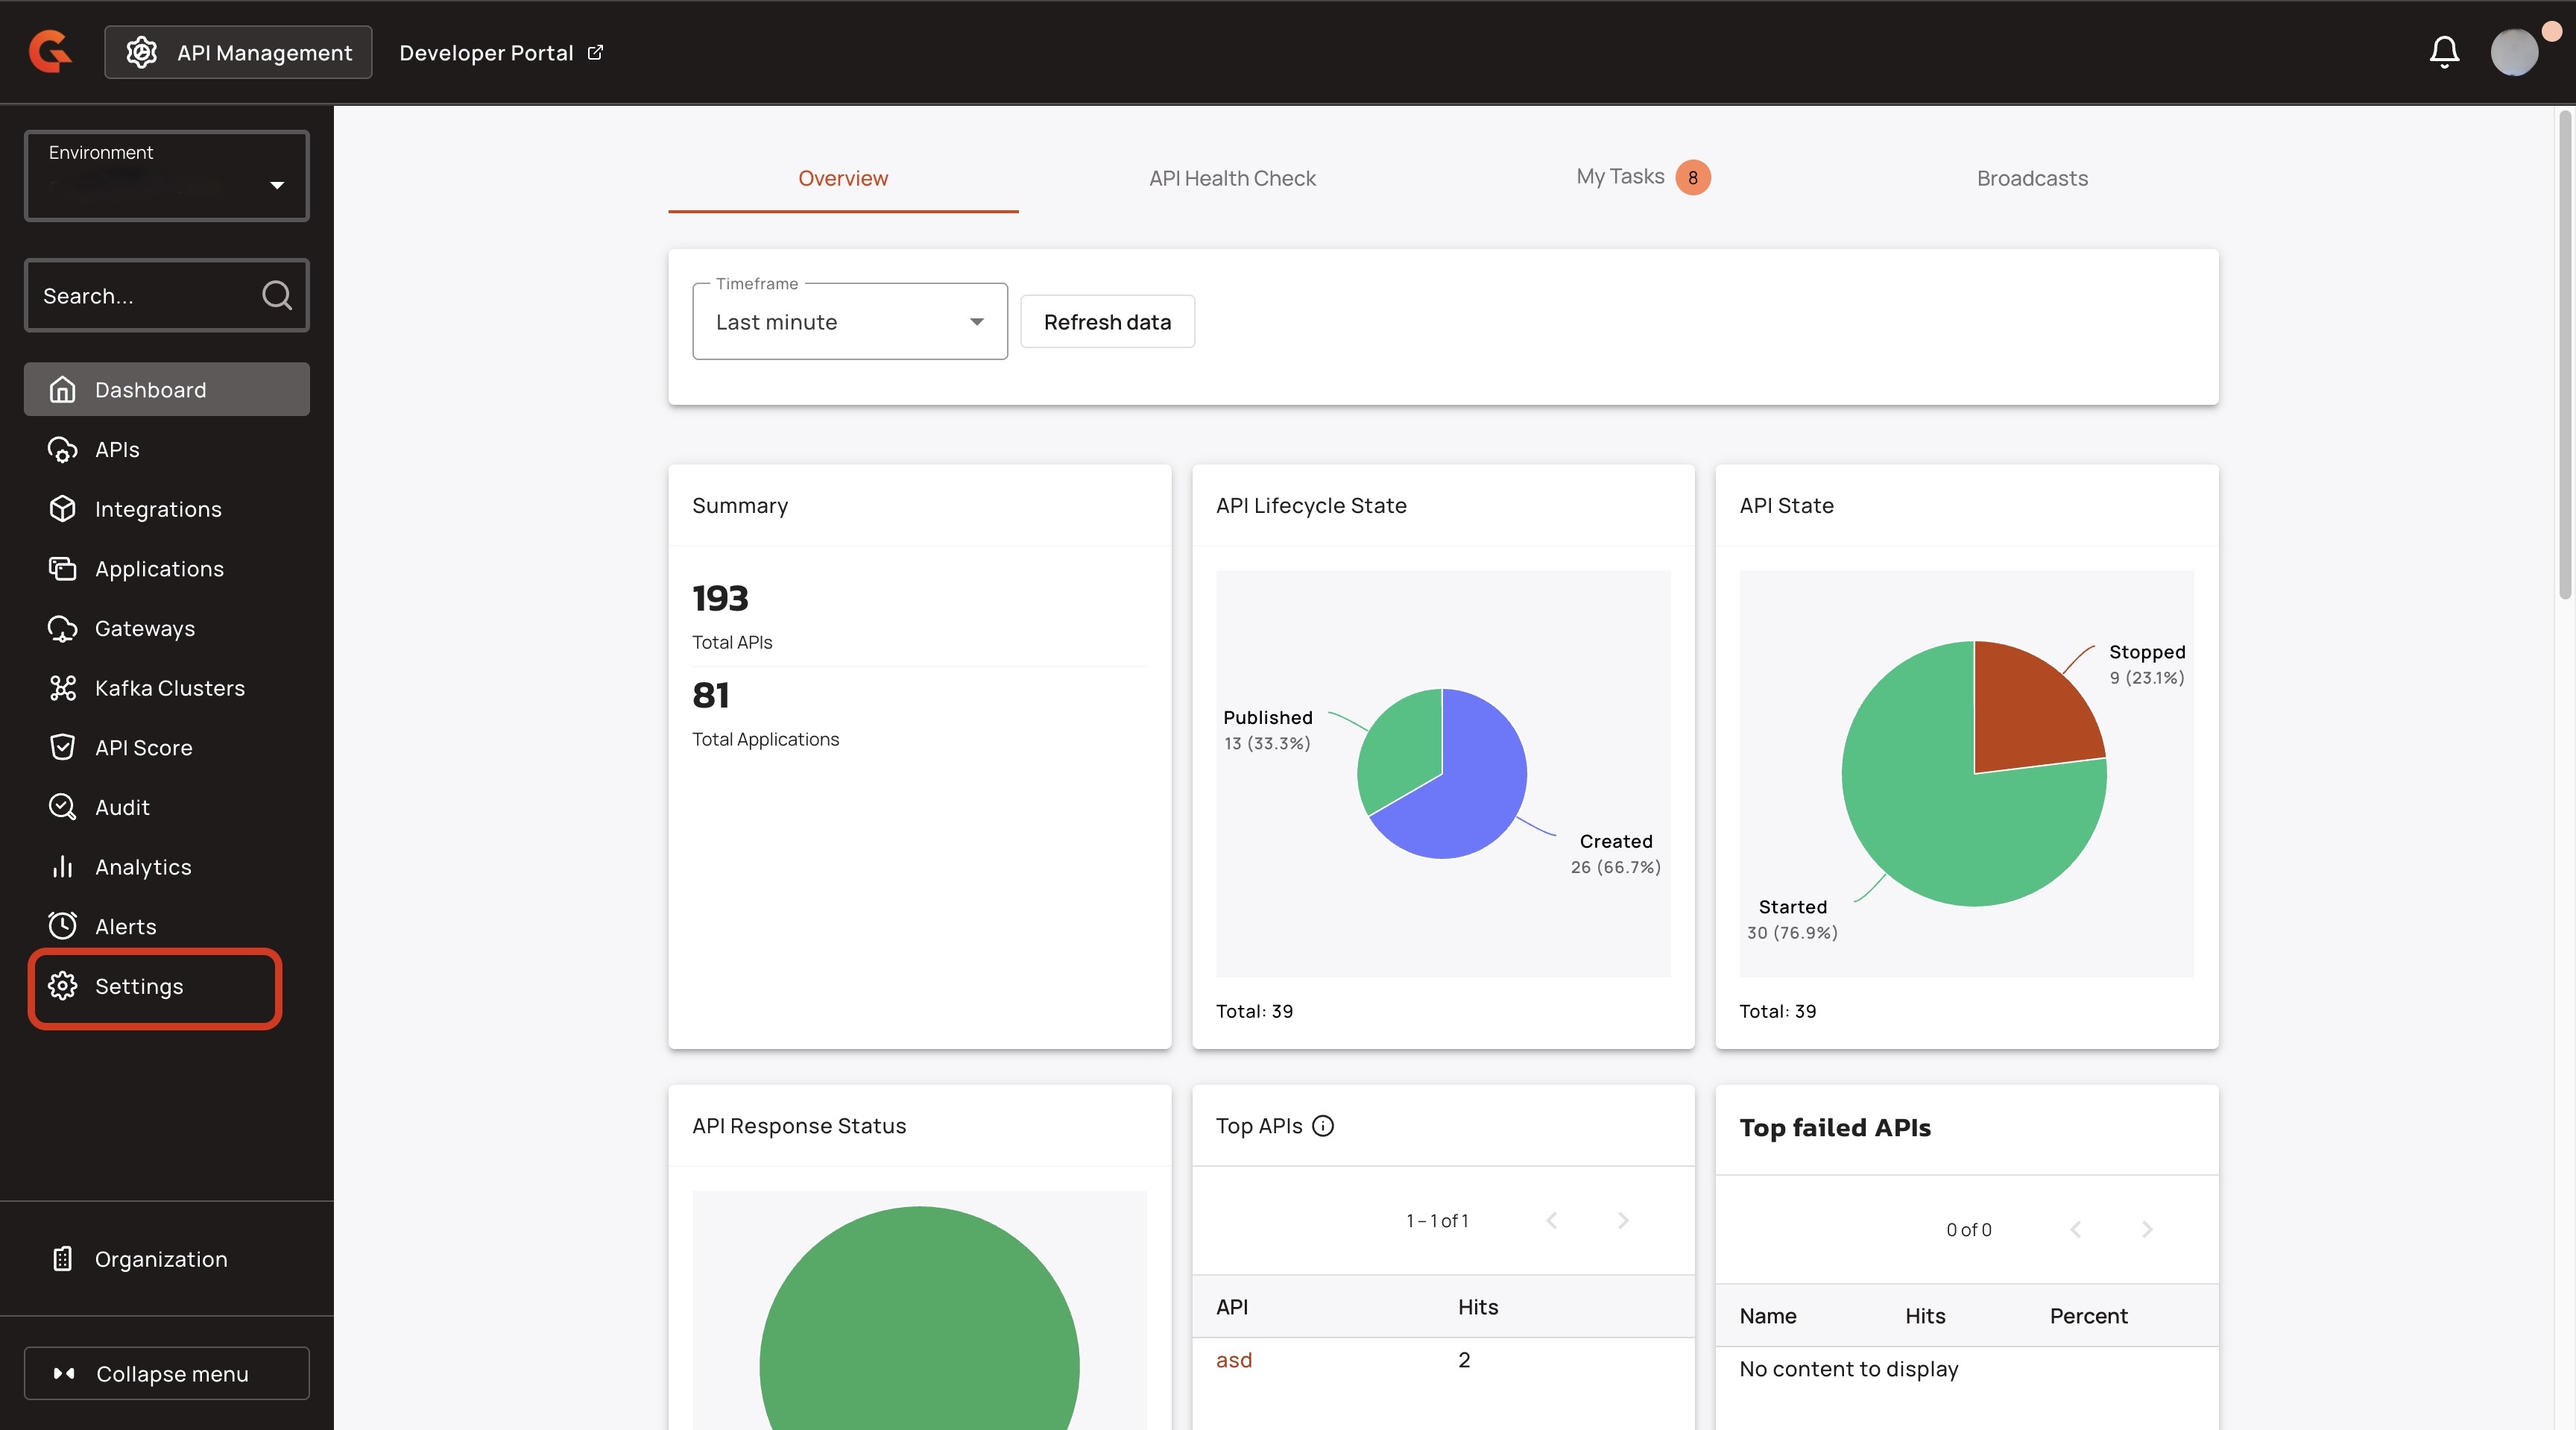 API Management
Developer Portal
Environment
Search...
Dashboard
APIs
Integrations
Applications
Gateways
Kafka Clusters
API Score
Audit
Analytics
Alerts
Settings
Organization
Collapse menu
Overview
API Health Check
My Tasks 8
Broadcasts
Timeframe
Last minute
Refresh data
Summary
193
Total APIs
81
Total Applications
API Lifecycle State
Published
13 (33.3%)
Created
26 (66.7%)
Total: 39
API State
Stopped
9 (23.1%)
Started
30 (76.9%)
Total: 39
API Response Status
Top APIs
1 – 1 of 1
API Hits
asd 2
Top failed APIs
0 of 0
Name Hits Percent
No content to display